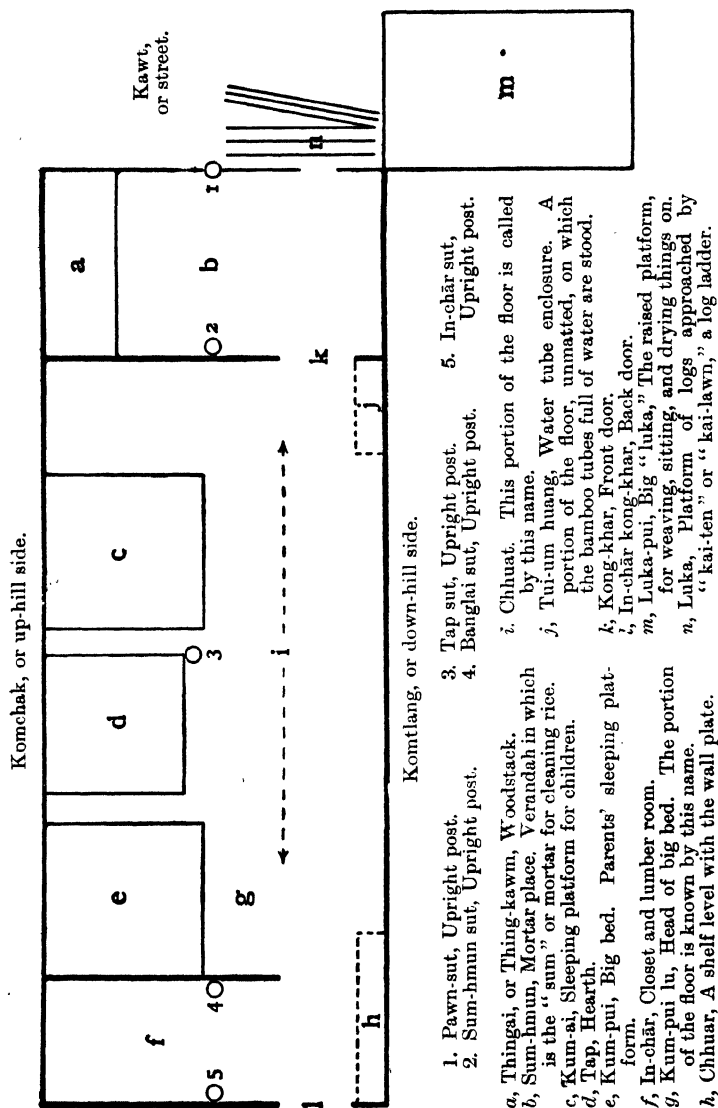 Komchak, or up-hill side.
Kawt,
or street.
a
b
c
d
e
f
g
h
i
j
k
l
m
n
1
2
3
4
5
Komtlang, or down-hill side.
1. Pawn-sut, Upright post.
2. Sum-hmun sut, Upright post.
3. Tap sut, Upright post.
4. Banglai sut, Upright post.
5. In-chār sut,
Upright post.
a, Thingai, or Thing-kawm, Woodstack.
b, Sum-hmun, Mortar place. Verandah in which
is the “ sum ” or mortar for cleaning rice.
c, Kum-ai, Sleeping platform for children.
d, Tap, Hearth.
e, Kum-pui, Big bed. Parents' sleeping plat-
form.
f, In-chār, Closet and lumber room.
g, Kum-pui lu, Head of big bed. The portion
of the floor is known by this name.
h, Chhuar, A shelf level with the wall plate.
i. Chhuat. This portion of the floor is called
by this name.
j, Tui-um huang, Water tube enclosure. A
portion of the floor, unmatted, on which
the bamboo tubes full of water are stood.
k, Kong-khar, Front door.
l, In-chār kong-khar, Back door.
m, Luka-pui, Big “ luka,” The raised platform,
for weaving, sitting, and drying things on.
n, Luka, Platform of logs approached by
“ kai-ten ” or “ kai-lawn,” a log ladder.